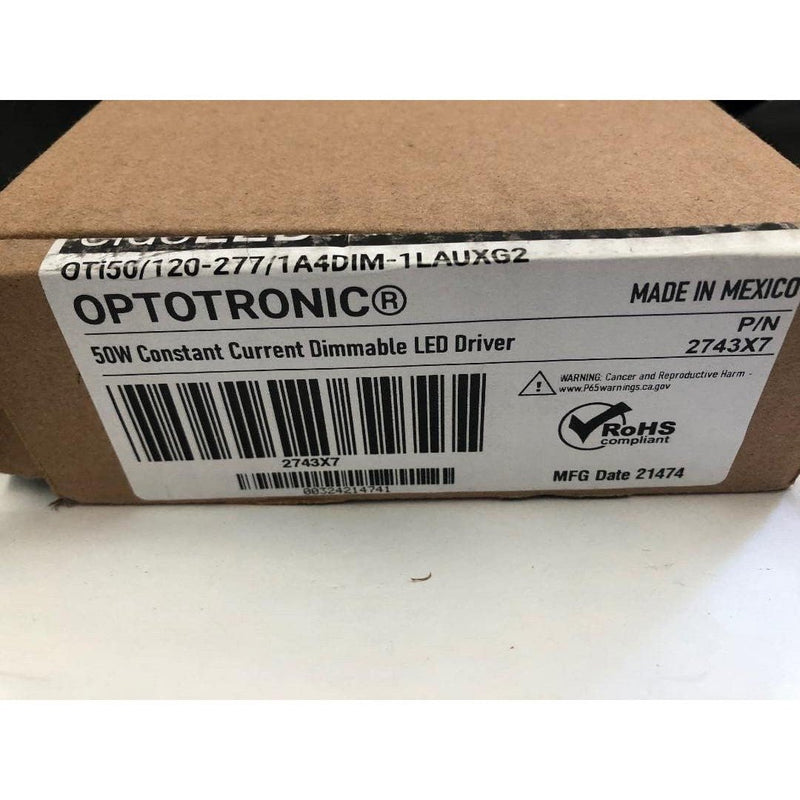 OTi50/120-277/1A4DIM-1LAUXG2
OPTOTRONIC®
MADE IN MEXICO
50W Constant Current Dimmable LED Driver
P/N
2743X7
WARNING: Cancer and Reproductive Harm -
www.P65warnings.ca.gov
RoHS
compliant
2743X7
00324214741
MFG Date 21474